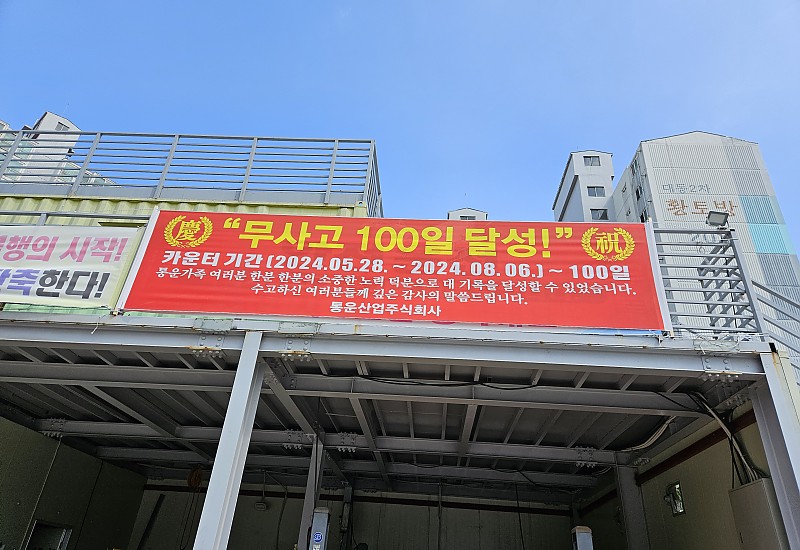 慶 "무사고 100일 달성!" 祝
카운터 기간(2024.05.28. ~ 2024.08.06.) ~ 100일
통운가족 여러분 한분 한분의 소중한 노력 덕분으로 대 기록을 달성할 수 있었습니다.
수고하신 여러분들께 깊은 감사의 말씀드립니다.
통운산업주식회사
행의 시작!
축한다!
대동2차
황토방